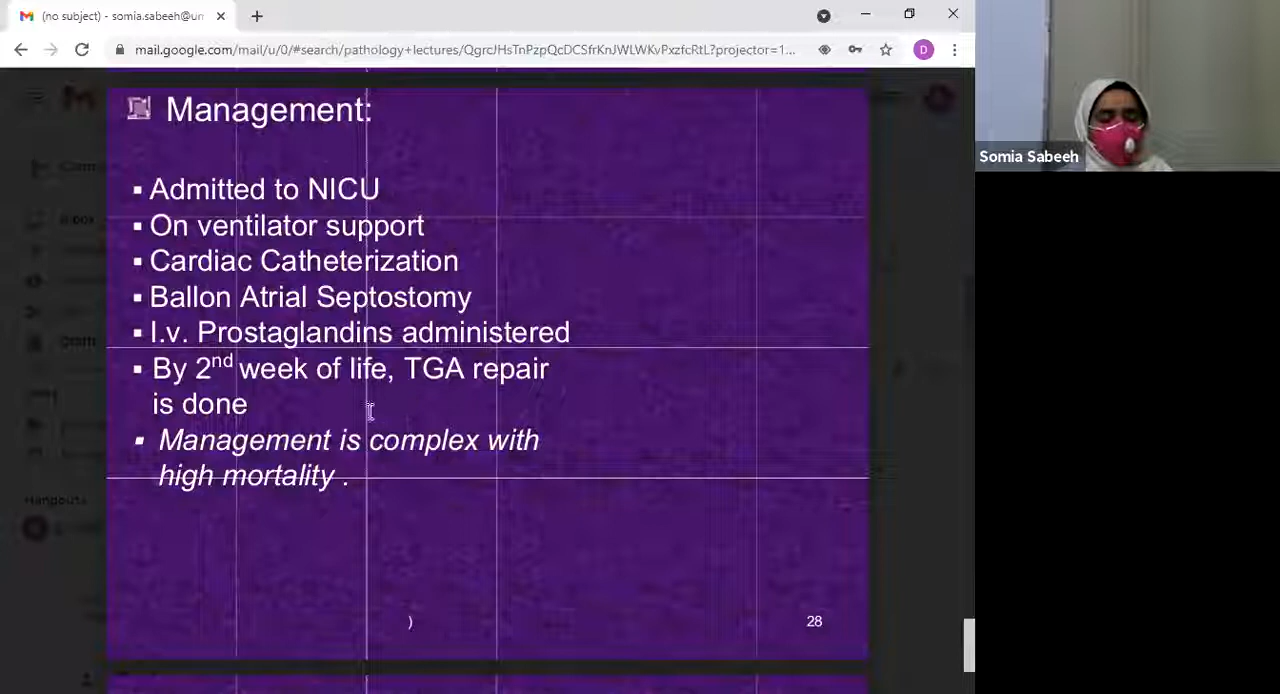 (no subject) - somia.sabeeh@um
mail.google.com/mail/u/0/#search/pathology+lectures/QgrcJHsTnPzpQcDCSfrKnJWLWKvPxzfcRtL?projector=1...
D
Somia Sabeeh
Management:
▪ Admitted to NICU
▪ On ventilator support
▪ Cardiac Catheterization
▪ Ballon Atrial Septostomy
▪ I.v. Prostaglandins administered
▪ By 2nd week of life, TGA repair
is done
▪ Management is complex with
high mortality .
Hangouts
)
28